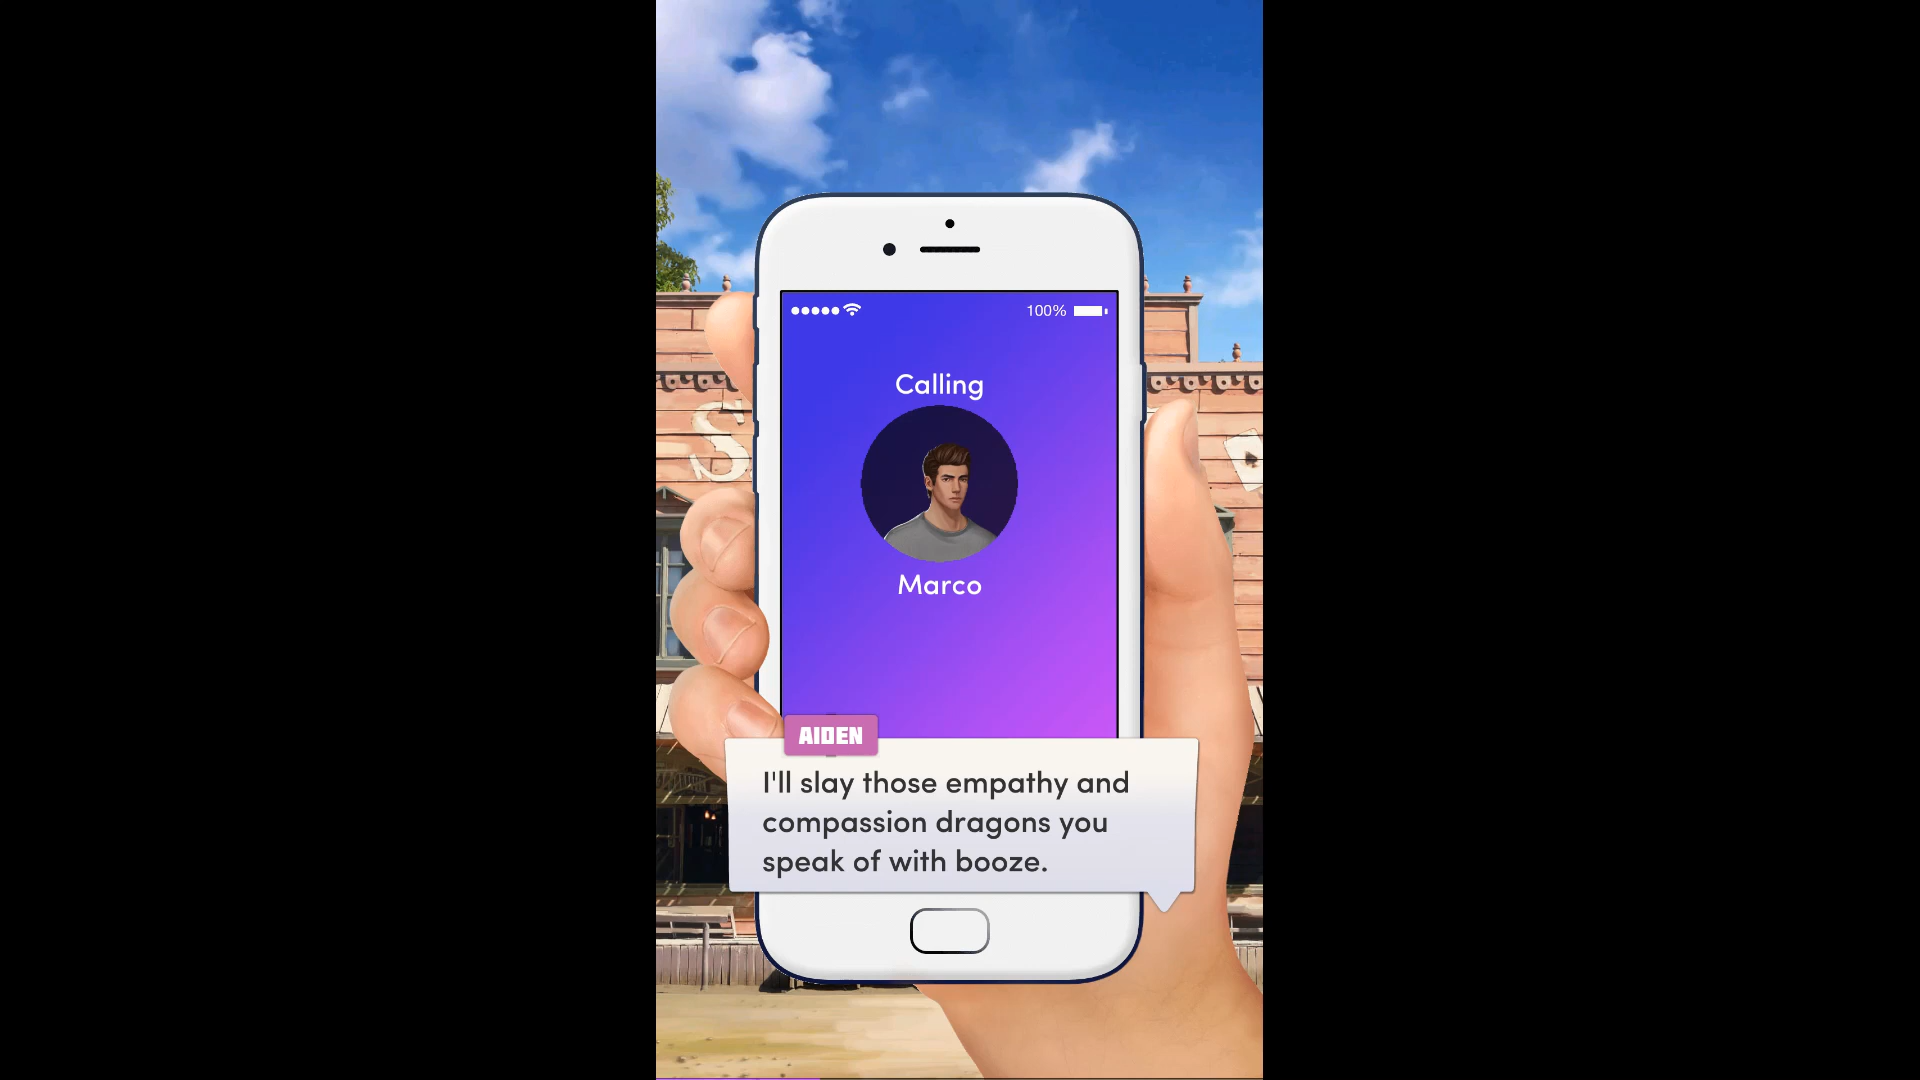 100%
Calling
Marco
AIDEN
I'll slay those empathy and
compassion dragons you
speak of with booze.
S